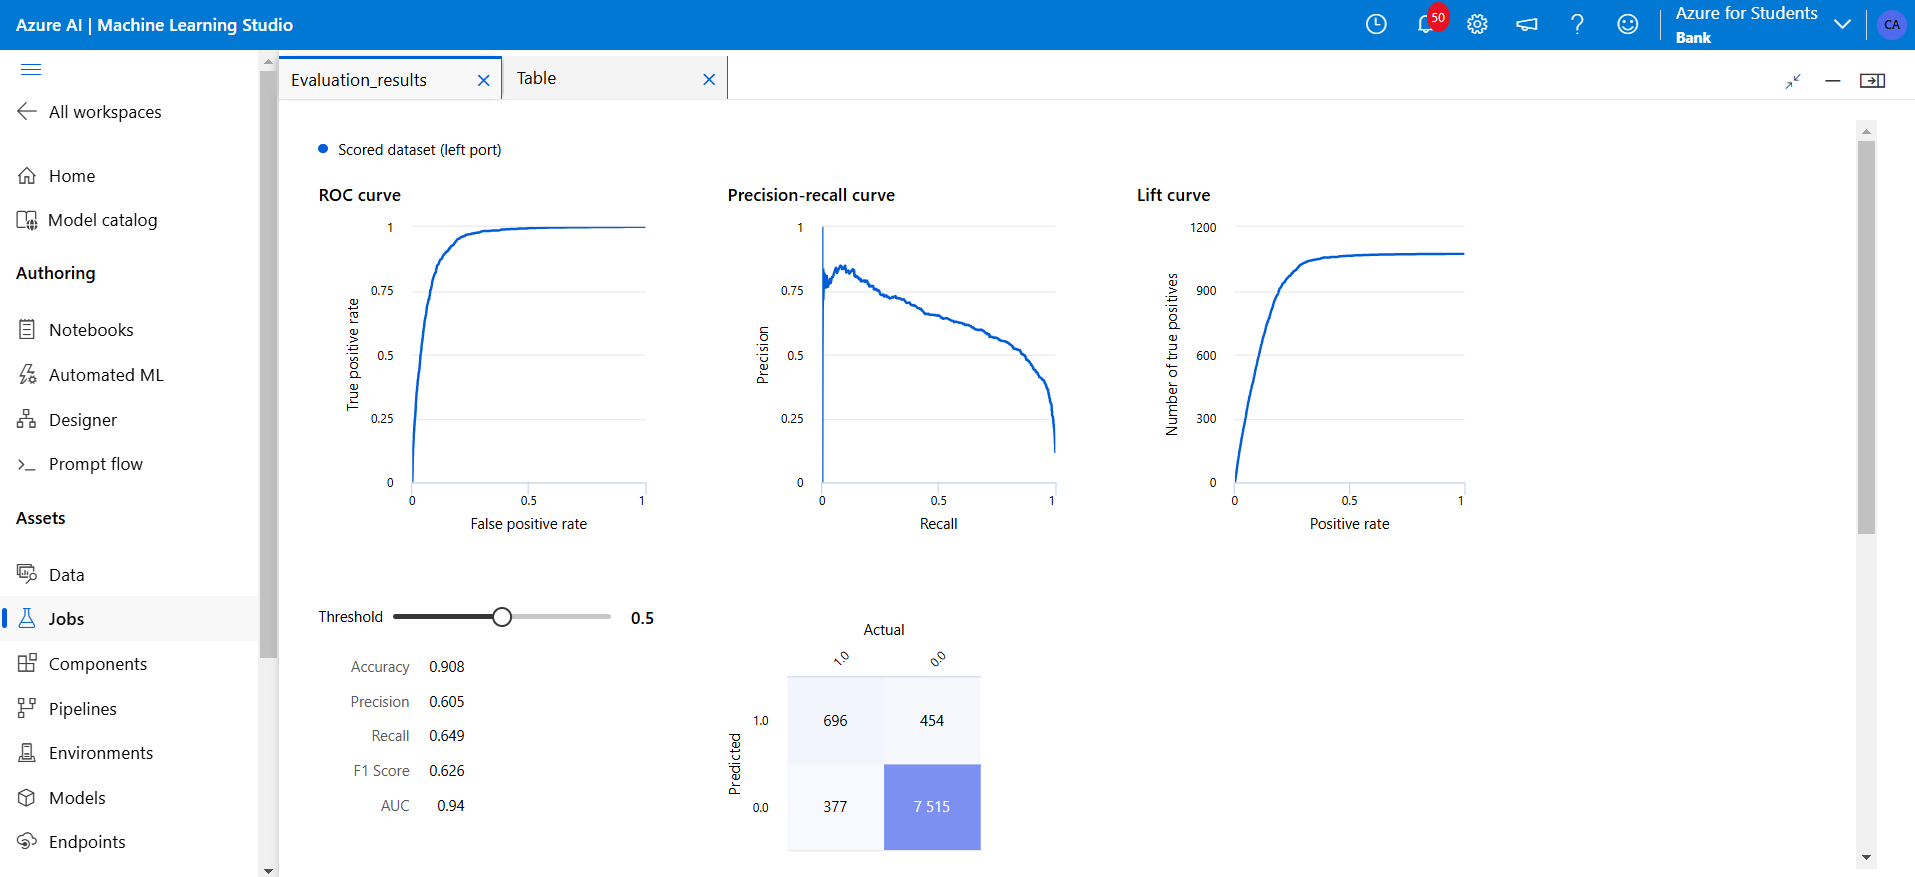 Azure AI | Machine Learning Studio
50
Azure for Students
Bank
CA
All workspaces
Home
Model catalog
Authoring
Notebooks
Automated ML
Designer
Prompt flow
Assets
Data
Jobs
Components
Pipelines
Environments
Models
Endpoints
Evaluation_results
Table
Scored dataset (left port)
ROC curve
True positive rate
1
0.75
0.5
0.25
0
0 0.5 1
False positive rate
Precision-recall curve
Precision
1
0.75
0.5
0.25
0
0 0.5 1
Recall
Lift curve
Number of true positives
1200
900
600
300
0
0 0.5 1
Positive rate
Threshold 0.5
Accuracy 0.908
Precision 0.605
Recall 0.649
F1 Score 0.626
AUC 0.94
Actual
1.0 0.0
Predicted
1.0 696 454
0.0 377 7 515